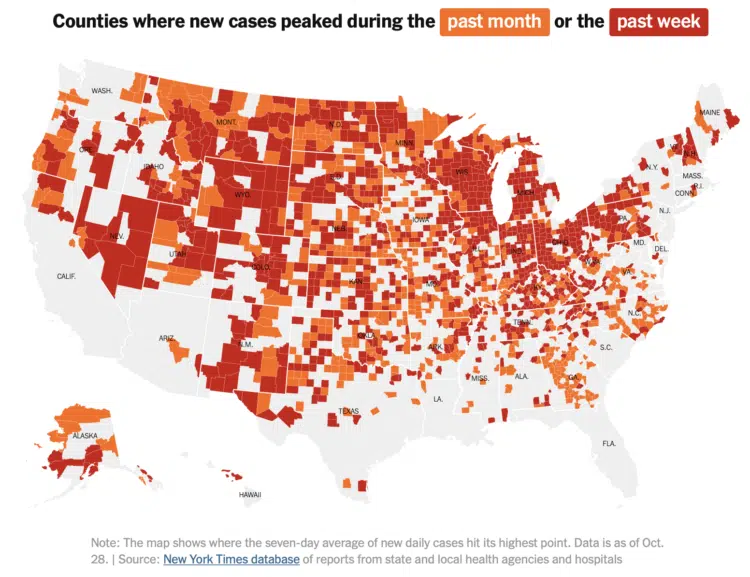 Counties where new cases peaked during the past month or the past week
WASH.
MAINE
MONT.
N.D.
MINN.
ORE.
IDAHO
VT.
N.H.
N.Y.
WIS.
MASS.
S.D.
MICH.
R.I.
CONN.
WYO.
N.J.
IOWA
PA.
NEB.
NEV.
OHIO
MD.
DEL.
ILL.
IND.
UTAH
COLO.
W.VA.
VA.
CALIF.
KAN.
MO.
KY.
N.C.
TENN.
OKLA.
ARIZ.
N.M.
ARK.
S.C.
MISS.
ALA.
GA.
LA.
TEXAS
ALASKA
FLA.
HAWAII
Note: The map shows where the seven-day average of new daily cases hit its highest point. Data is as of Oct.
28. | Source: New York Times database of reports from state and local health agencies and hospitals